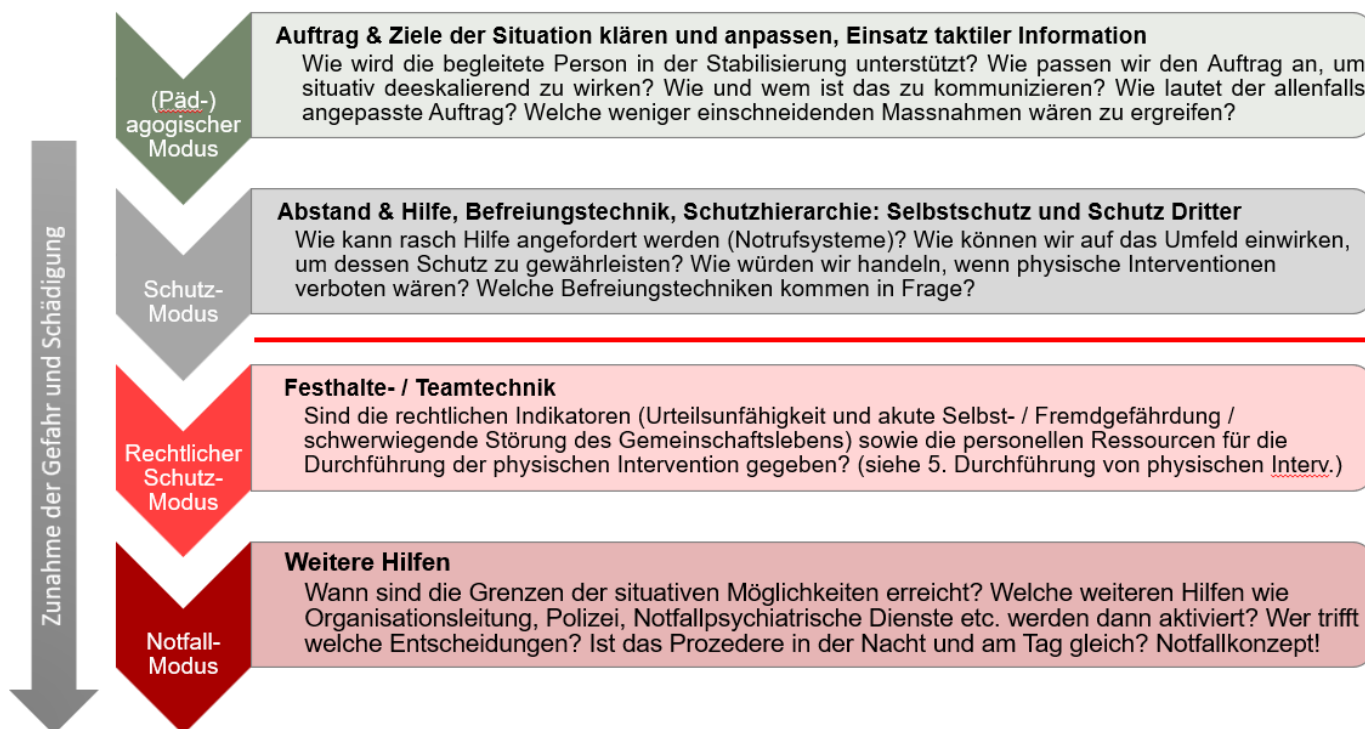 Zunahme der Gefahr und Schädigung
(Päd-)
agogischer
Modus
Auftrag & Ziele der Situation klären und anpassen, Einsatz taktiler Information
Wie wird die begleitete Person in der Stabilisierung unterstützt? Wie passen wir den Auftrag an, um
situativ deeskalierend zu wirken? Wie und wem ist das zu kommunizieren? Wie lautet der allenfalls
angepasste Auftrag? Welche weniger einschneidenden Massnahmen wären zu ergreifen?
Schutz-
Modus
Abstand & Hilfe, Befreiungstechnik, Schutzhierarchie: Selbstschutz und Schutz Dritter
Wie kann rasch Hilfe angefordert werden (Notrufsysteme)? Wie können wir auf das Umfeld einwirken,
um dessen Schutz zu gewährleisten? Wie würden wir handeln, wenn physische Interventionen
verboten wären? Welche Befreiungstechniken kommen in Frage?
Rechtlicher
Schutz-
Modus
Festhalte- / Teamtechnik
Sind die rechtlichen Indikatoren (Urteilsunfähigkeit und akute Selbst- / Fremdgefährdung /
schwerwiegende Störung des Gemeinschaftslebens) sowie die personellen Ressourcen für die
Durchführung der physischen Intervention gegeben? (siehe 5. Durchführung von physischen Interv.)
Notfall-
Modus
Weitere Hilfen
Wann sind die Grenzen der situativen Möglichkeiten erreicht? Welche weiteren Hilfen wie
Organisationsleitung, Polizei, Notfallpsychiatrische Dienste etc. werden dann aktiviert? Wer trifft
welche Entscheidungen? Ist das Prozedere in der Nacht und am Tag gleich? Notfallkonzept!